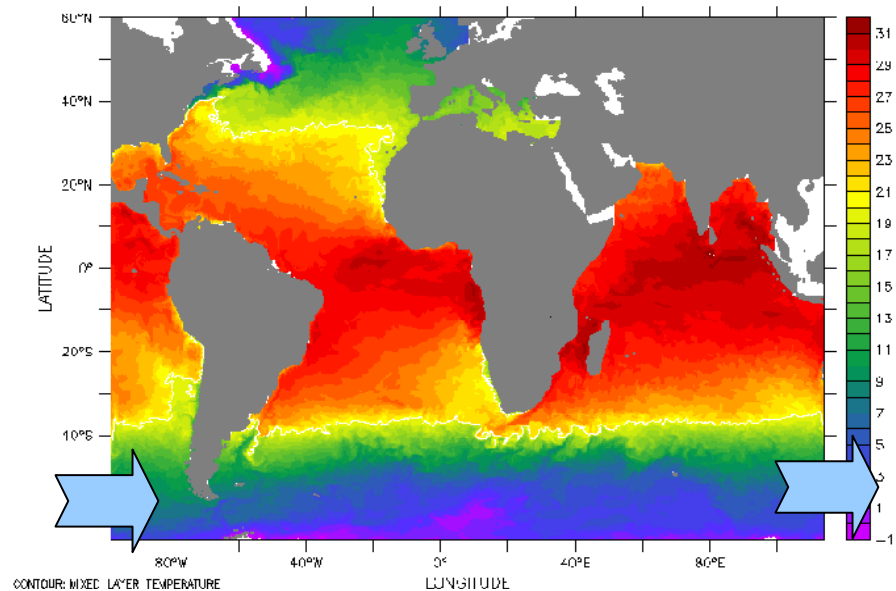 60°N
40°N
20°N
0°
20°S
10°S
LATITUDE
80°W 40°W 0° 40°E 80°E
LONGITUDE
CONTOUR: MIXED LAYER TEMPERATURE
31
29
27
25
23
21
19
17
15
13
11
9
7
5
3
1
−1